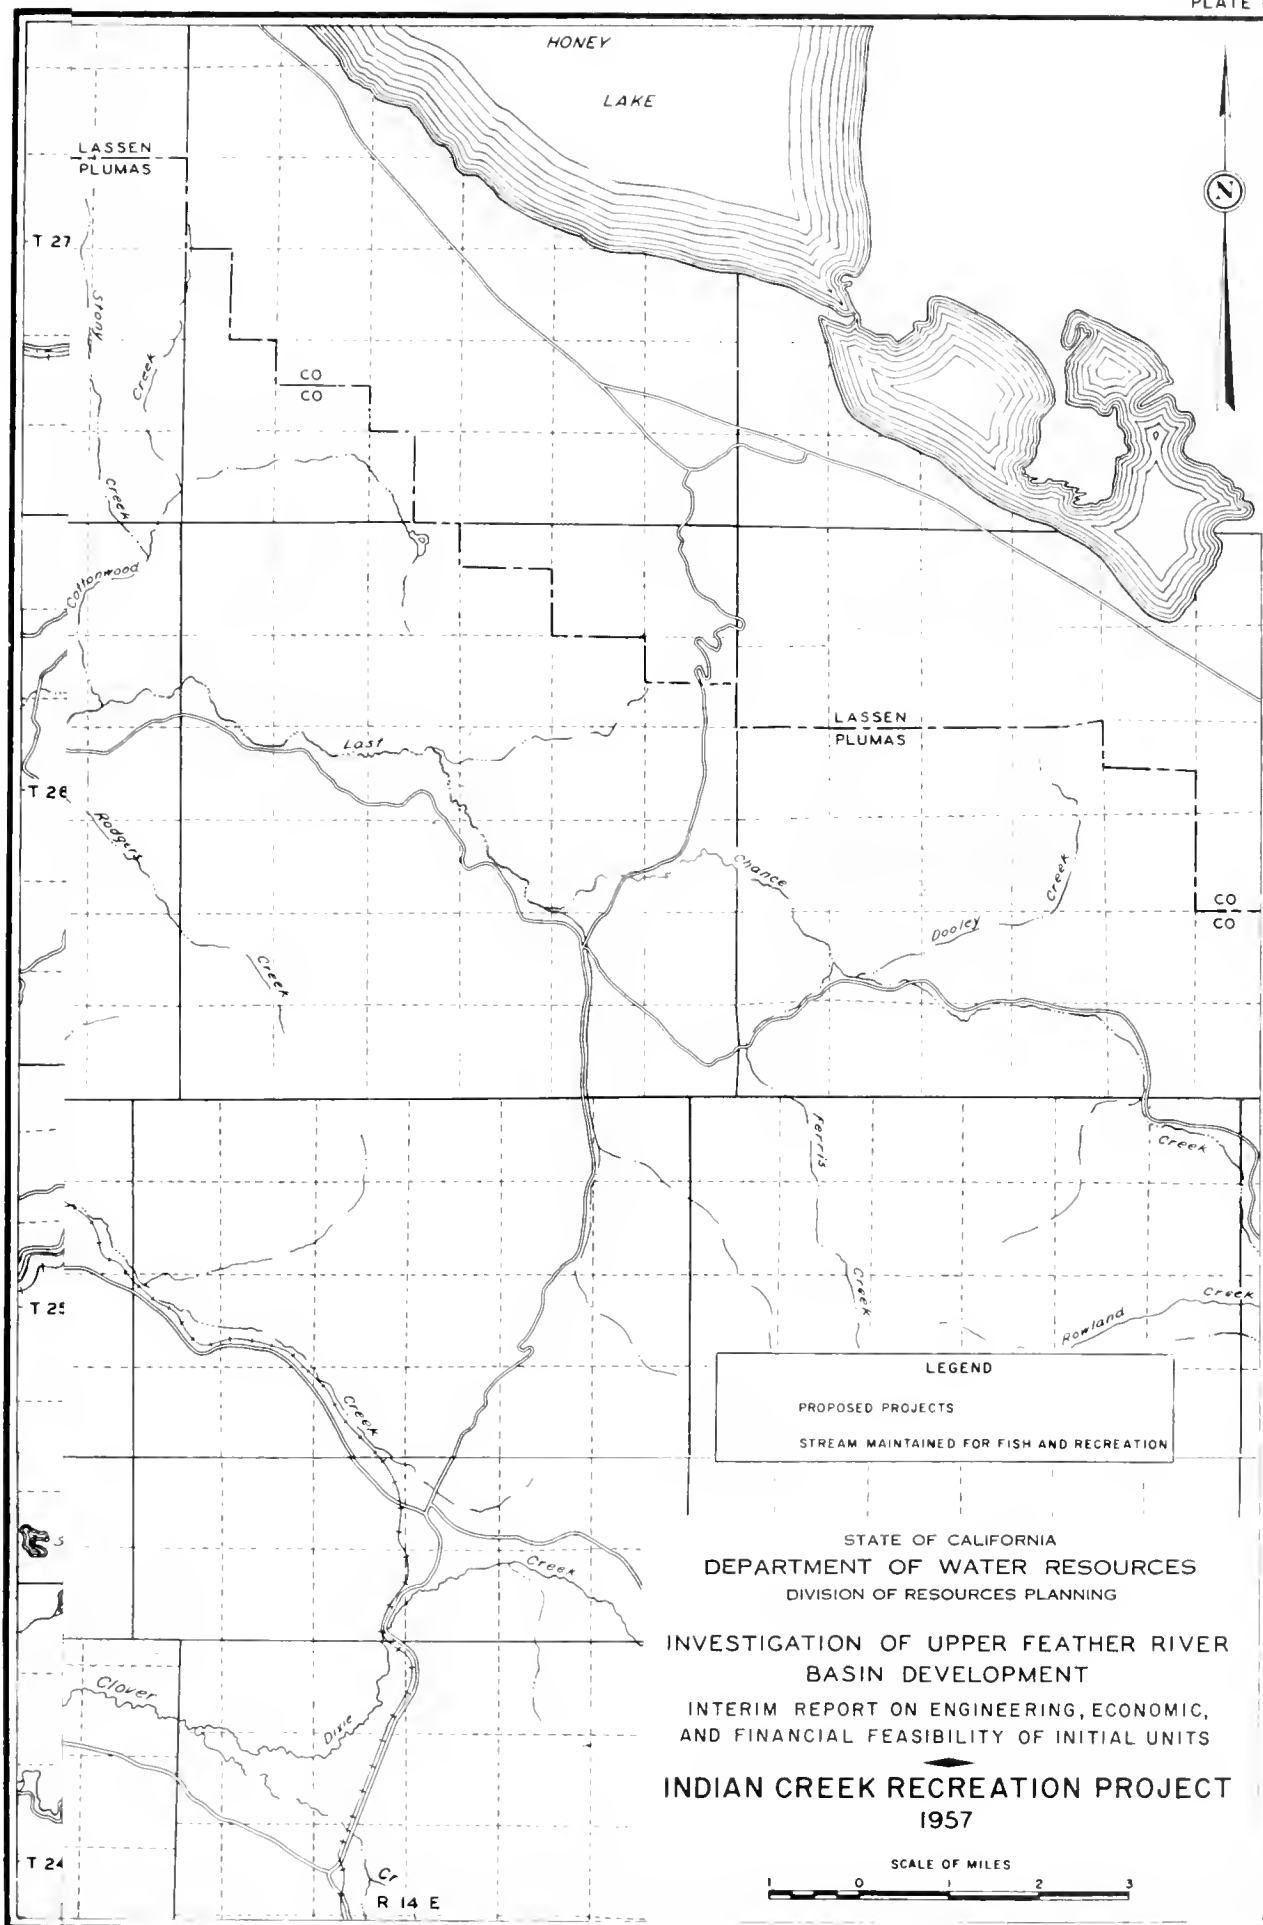 PLATE
HONEY
LAKE
LASSEN
PLUMAS
N
T 27
Stony
Creek
Creek
CO
CO
Cottonwood
LASSEN
PLUMAS
Last
T 26
Rodgers
Creek
Chance
Creek
Dooley
CO
CO
Ferris
Creek
Creek
Creek
Rowland
T 25
LEGEND
PROPOSED PROJECTS
STREAM MAINTAINED FOR FISH AND RECREATION
Creek
S
Creek
STATE OF CALIFORNIA
DEPARTMENT OF WATER RESOURCES
DIVISION OF RESOURCES PLANNING
INVESTIGATION OF UPPER FEATHER RIVER
BASIN DEVELOPMENT
INTERIM REPORT ON ENGINEERING, ECONOMIC,
AND FINANCIAL FEASIBILITY OF INITIAL UNITS
INDIAN CREEK RECREATION PROJECT
1957
Clover
Dixie
T 24
Cr
R 14 E
SCALE OF MILES
1 0 1 2 3